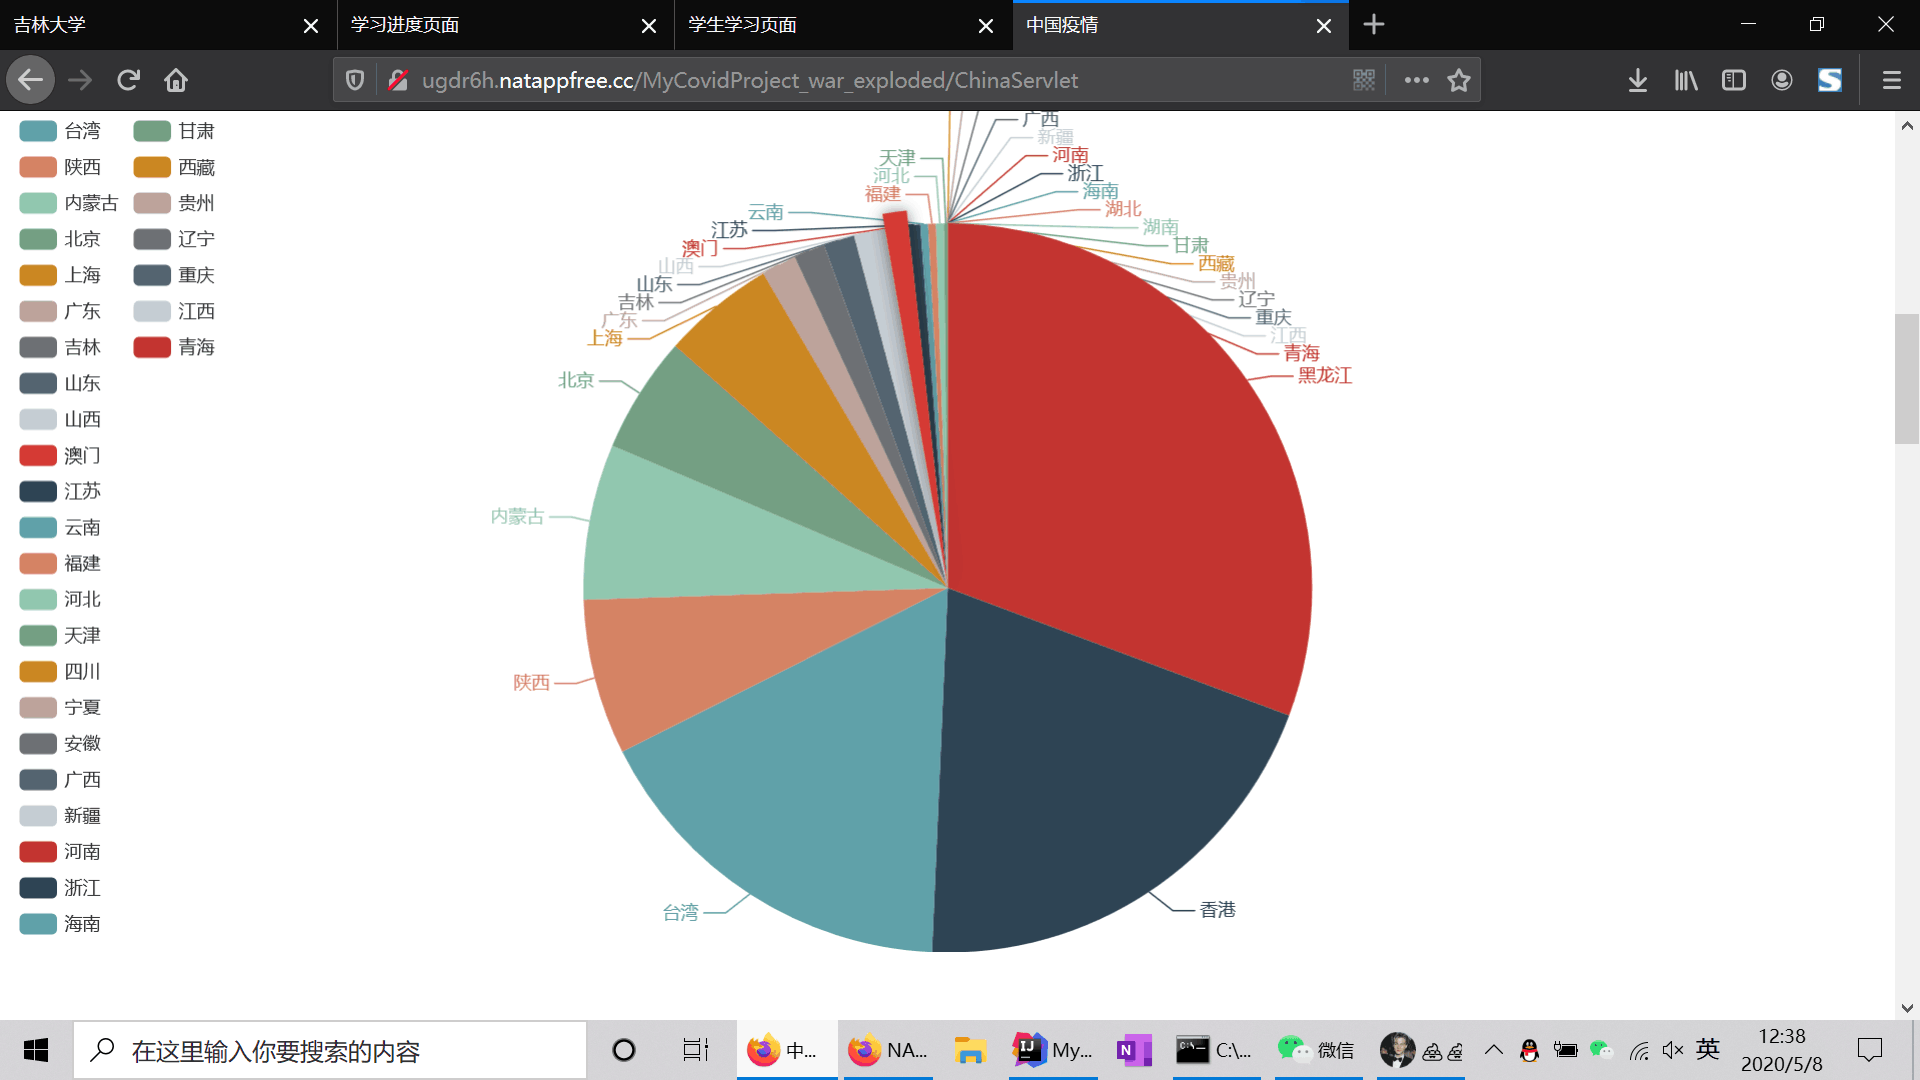 吉林大学
学习进度页面
学生学习页面
中国疫情
ugdr6h.natappfree.cc/MyCovidProject_war_exploded/ChinaServlet
台湾 甘肃
陕西 西藏
内蒙古 贵州
北京 辽宁
上海 重庆
广东 江西
吉林 青海
山东
山西
澳门
江苏
云南
福建
河北
天津
四川
宁夏
安徽
广西
新疆
河南
浙江
海南
广西
新疆
河南
浙江
海南
湖北
湖南
甘肃
西藏
贵州
辽宁
重庆
江西
青海
黑龙江
天津
河北
福建
云南
江苏
澳门
山西
山东
吉林
广东
上海
北京
内蒙古
陕西
台湾
香港
在这里输入你要搜索的内容
中...
NA...
My...
N
C:\...
微信
英
12:38
2020/5/8